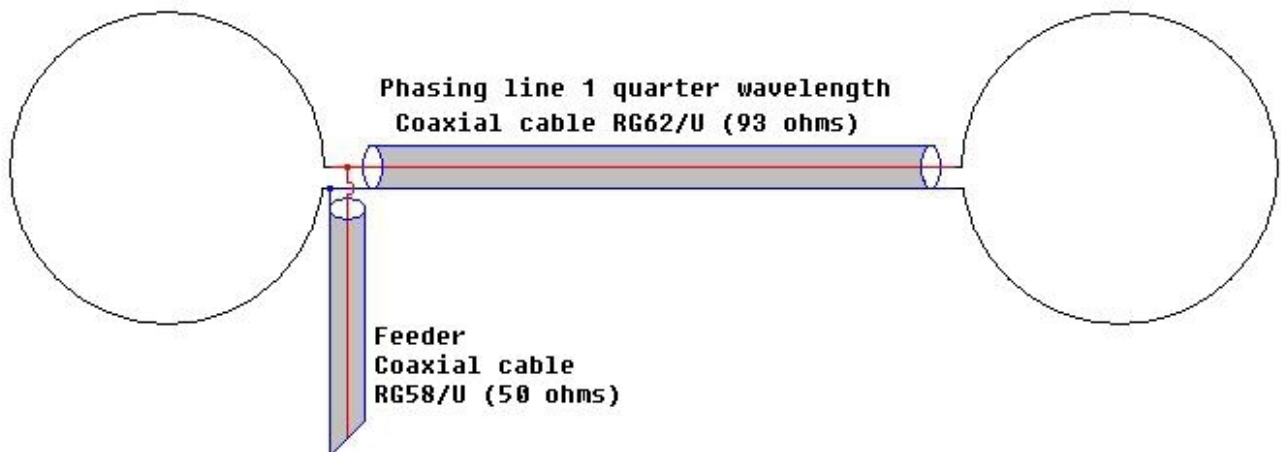 Phasing line 1 quarter wavelength
Coaxial cable RG62/U (93 ohms)
Feeder
Coaxial cable
RG58/U (50 ohms)